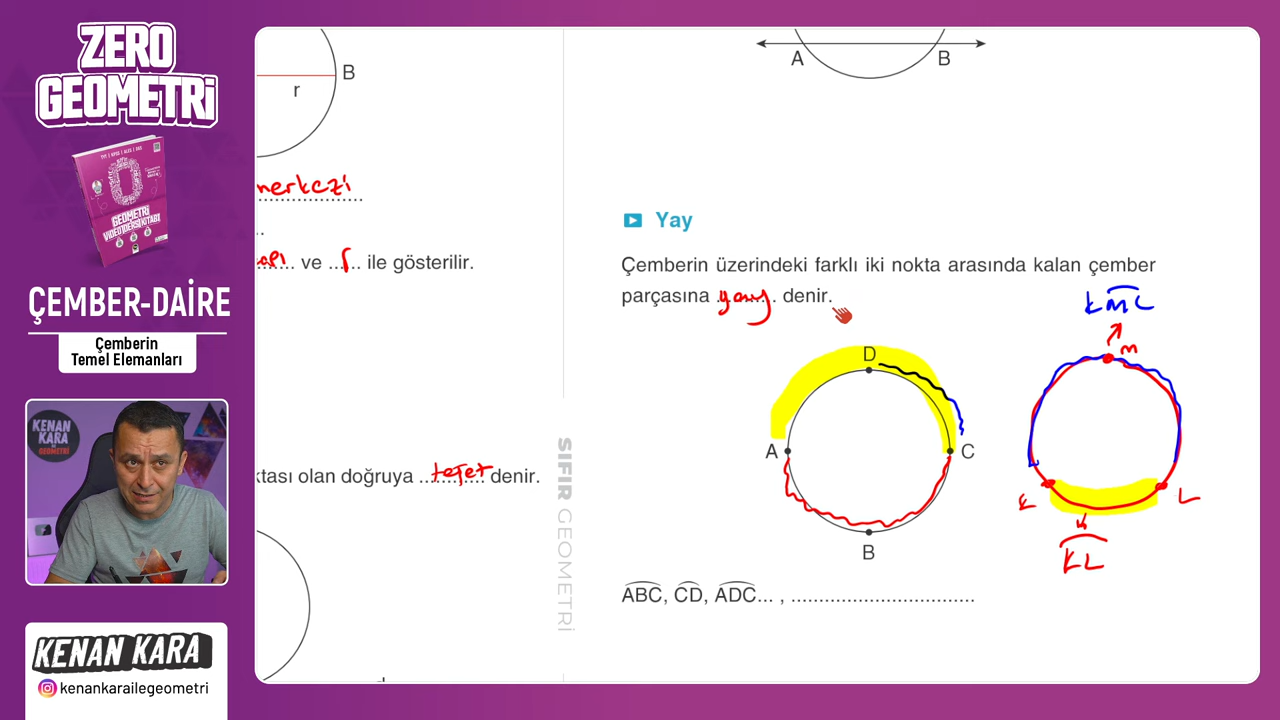 ZERO
GEOMETRİ
GEOMETRİ
VİDEO DERS KİTABI
ÇEMBER-DAİRE
Çemberin
Temel Elemanları
KENAN
KARA
GEOMETRİ
KENAN KARA
kenankarailegeometri
B
r
merkezi
apı ve r ile gösterilir.
ktası olan doğruya teğet denir.
SIFIR GEOMETRİ
A B
Yay
Çemberin üzerindeki farklı iki nokta arasında kalan çember
parçasına yay denir.
D
A C
B
KML
M
K L
KL
ABC, CD, ADC... , .................................